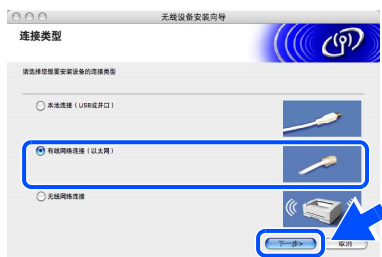 无线设备安装向导
连接类型
请选择您想要安装设备的连接类型
本地连接（USB或并口）
有线网络连接（以太网）
无线网络连接
下一步> 取消